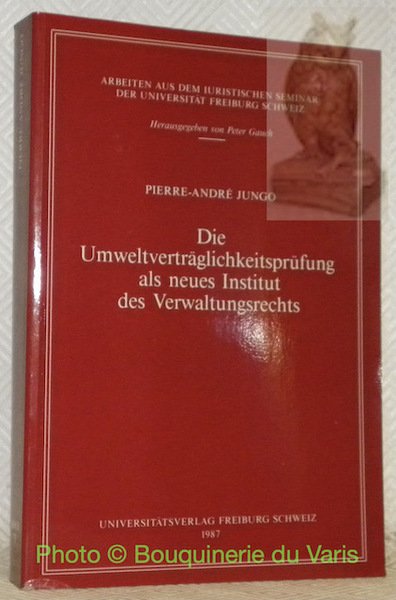 ARBEITEN AUS DEM IURISTISCHEN SEMINAR
DER UNIVERSITÄT FREIBURG SCHWEIZ
Herausgegeben von Peter Gauch
PIERRE-ANDRÉ JUNGO
Die
Umweltverträglichkeitsprüfung
als neues Institut
des Verwaltungsrechts
UNIVERSITÄTSVERLAG FREIBURG SCHWEIZ
1987
Photo © Bouquinerie du Varis